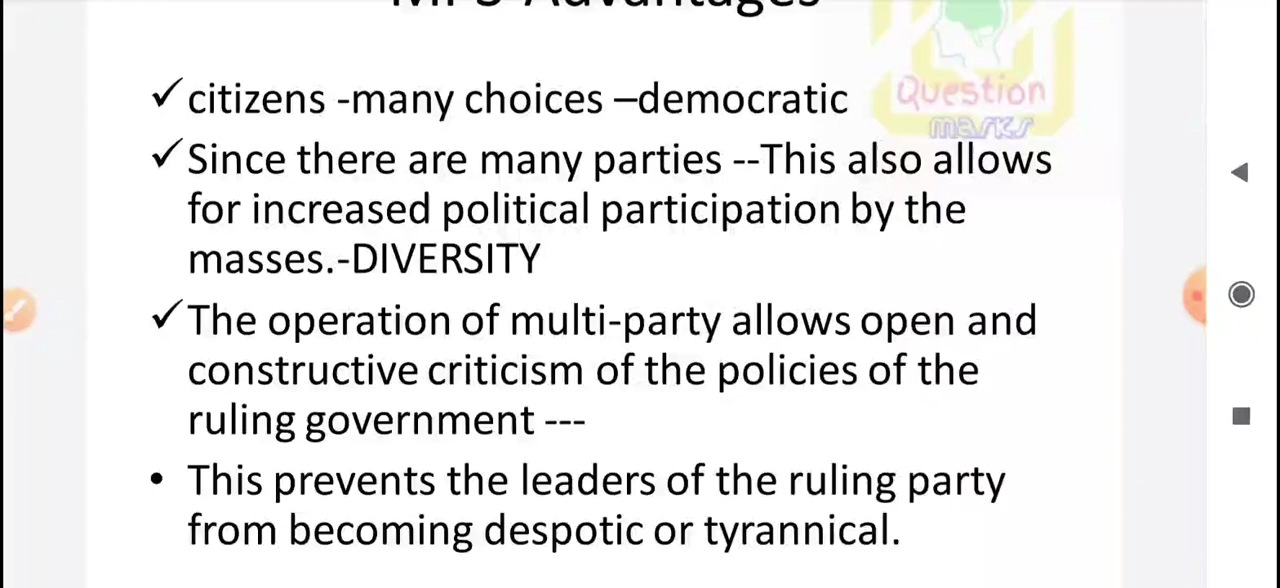 MPS-Advantages
✓ citizens -many choices –democratic
Question
marks
✓ Since there are many parties --This also allows
for increased political participation by the
masses.-DIVERSITY
✓ The operation of multi-party allows open and
constructive criticism of the policies of the
ruling government ---
• This prevents the leaders of the ruling party
from becoming despotic or tyrannical.